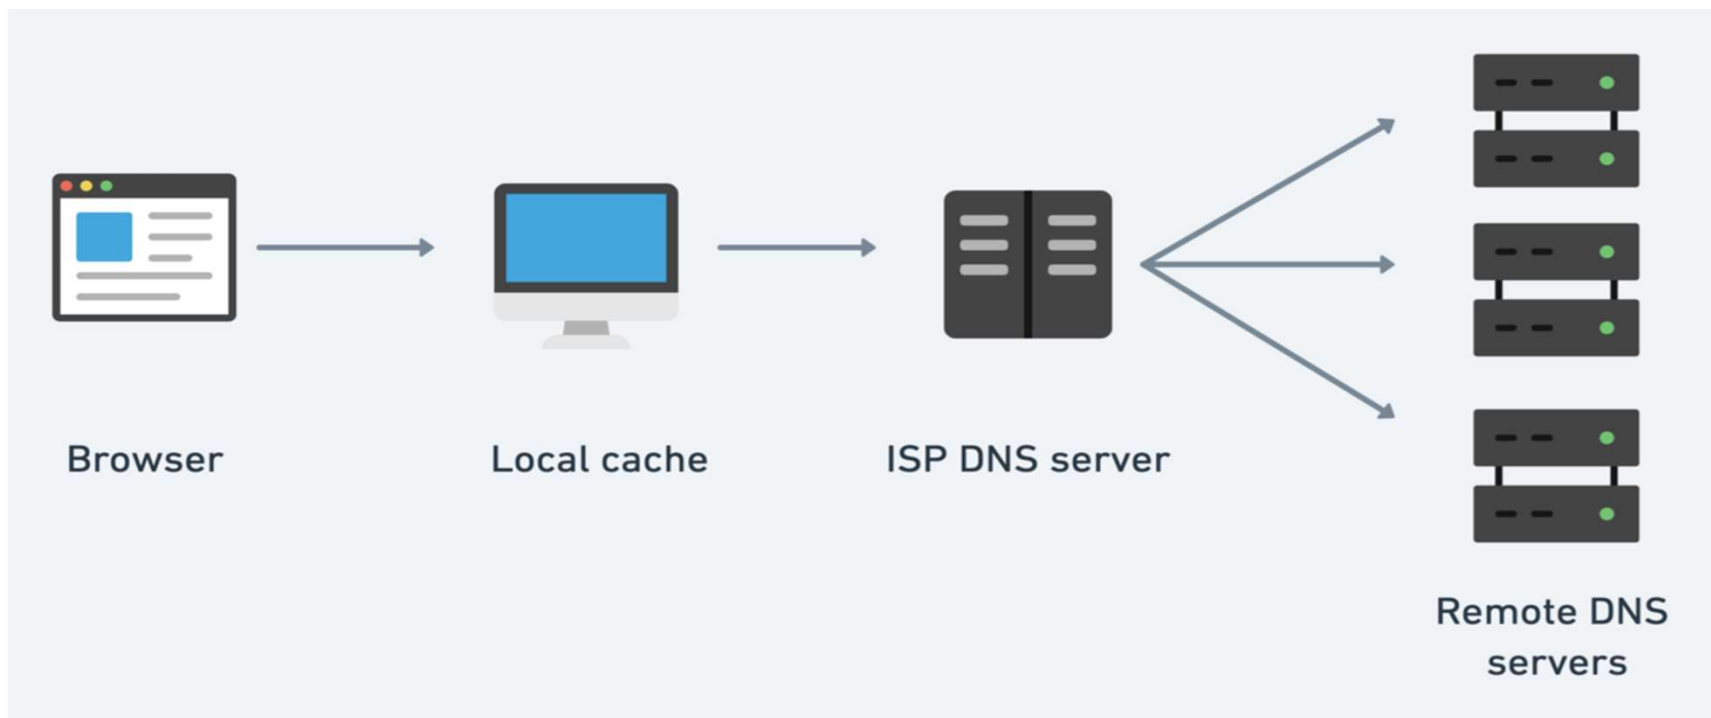 Browser
Local cache
ISP DNS server
Remote DNS
servers